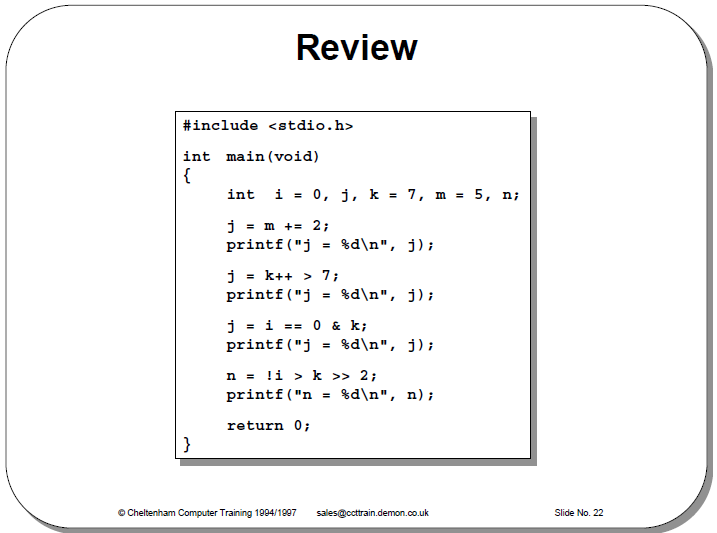 Review
#include <stdio.h>
int main(void)
{
int i = 0, j, k = 7, m = 5, n;
j = m += 2;
printf("j = %d\n", j);
j = k++ > 7;
printf("j = %d\n", j);
j = i == 0 & k;
printf("j = %d\n", j);
n = !i > k >> 2;
printf("n = %d\n", n);
return 0;
}
© Cheltenham Computer Training 1994/1997 sales@ccttrain.demon.co.uk Slide No. 22